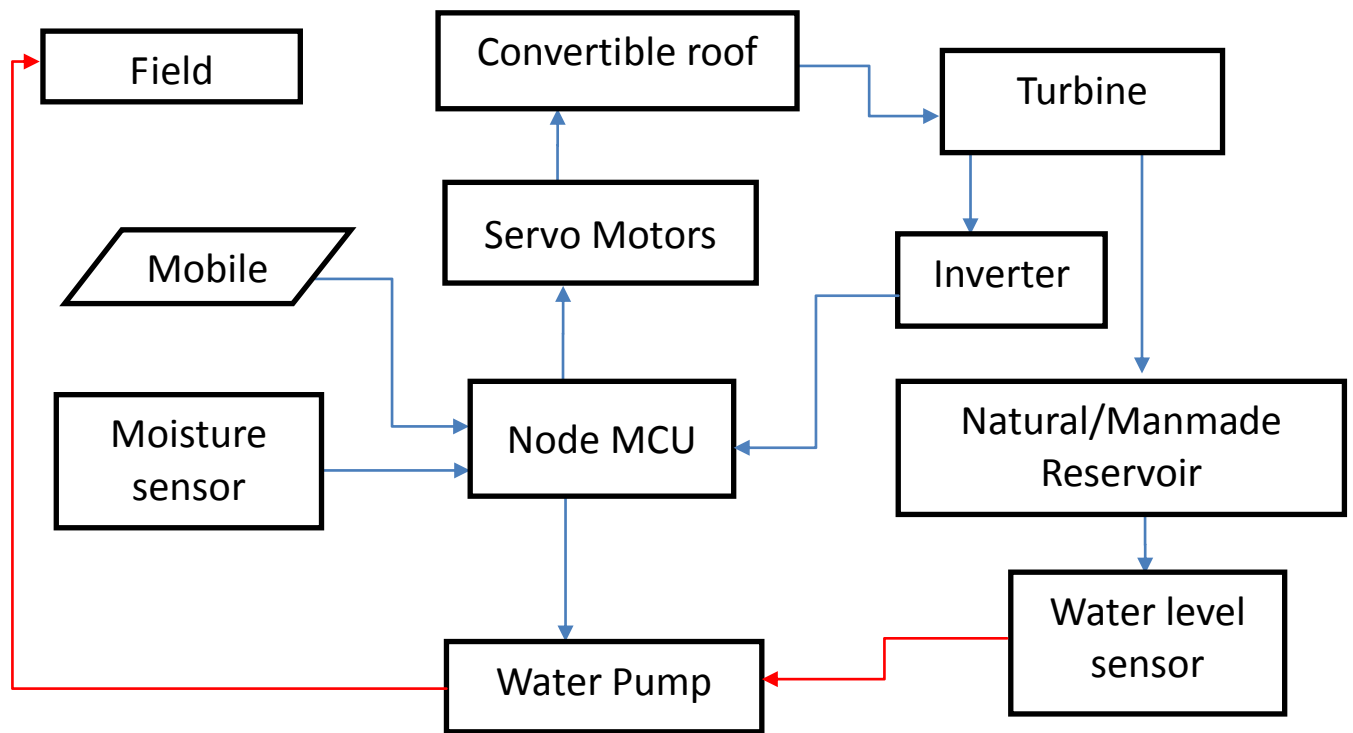 Field
Convertible roof
Turbine
Servo Motors
Mobile
Inverter
Moisture
sensor
Node MCU
Natural/Manmade
Reservoir
Water level
sensor
Water Pump